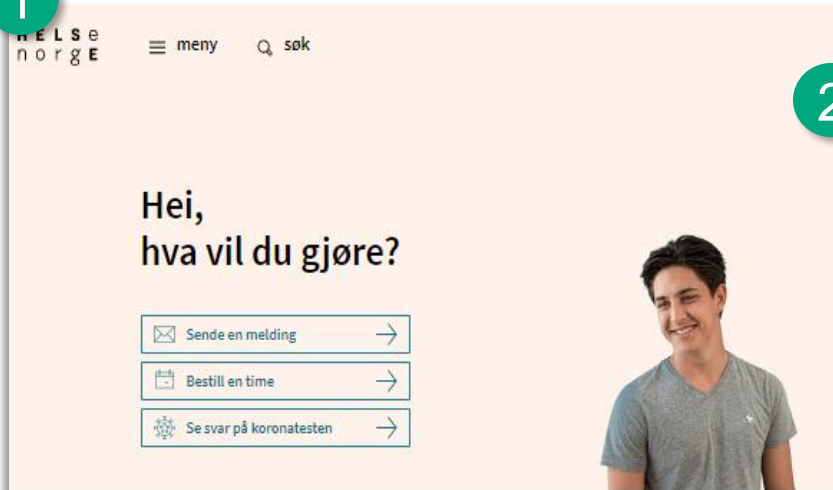 1
HELSe
norgE
meny
søk
2
Hei,
hva vil du gjøre?
Sende en melding
Bestill en time
Se svar på koronatesten